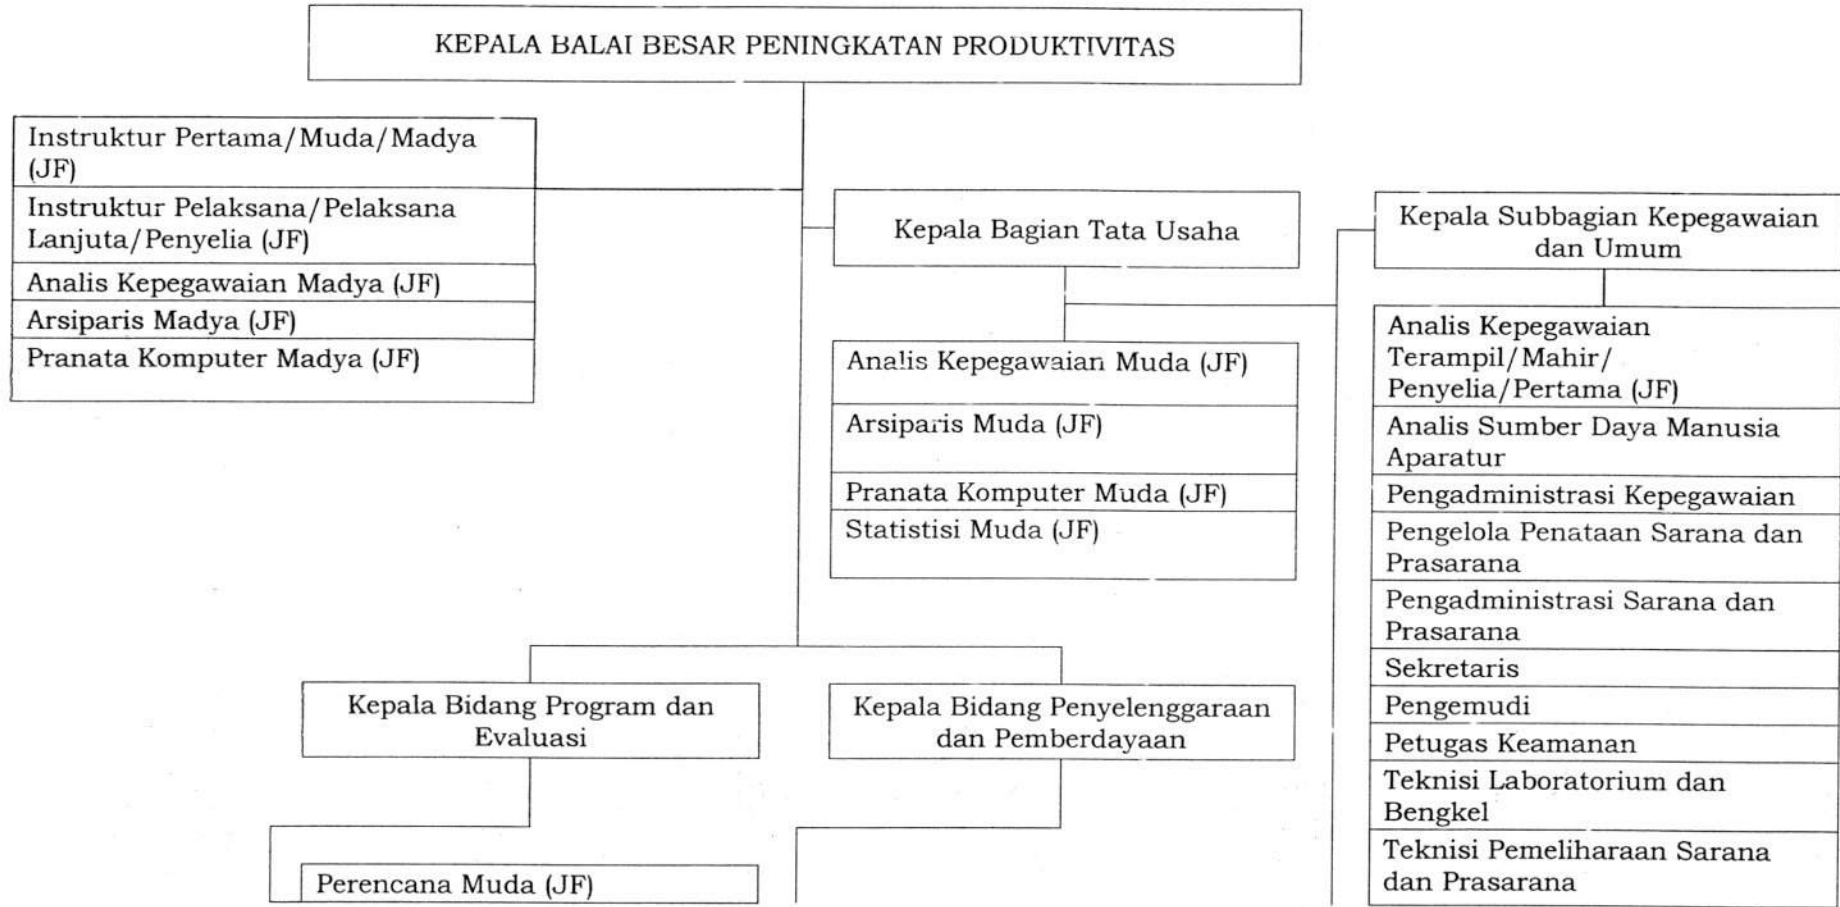 KEPALA BALAI BESAR PENINGKATAN PRODUKTIVITAS
Instruktur Pertama/Muda/Madya
(JF)
Instruktur Pelaksana/Pelaksana
Lanjuta/Penyelia (JF)
Analis Kepegawaian Madya (JF)
Arsiparis Madya (JF)
Pranata Komputer Madya (JF)
Kepala Bagian Tata Usaha
Analis Kepegawaian Muda (JF)
Arsiparis Muda (JF)
Pranata Komputer Muda (JF)
Statistisi Muda (JF)
Kepala Subbagian Kepegawaian
dan Umum
Analis Kepegawaian
Terampil/Mahir/
Penyelia/Pertama (JF)
Analis Sumber Daya Manusia
Aparatur
Pengadministrasi Kepegawaian
Pengelola Penataan Sarana dan
Prasarana
Pengadministrasi Sarana dan
Prasarana
Sekretaris
Pengemudi
Petugas Keamanan
Teknisi Laboratorium dan
Bengkel
Teknisi Pemeliharaan Sarana
dan Prasarana
Kepala Bidang Program dan
Evaluasi
Perencana Muda (JF)
Kepala Bidang Penyelenggaraan
dan Pemberdayaan